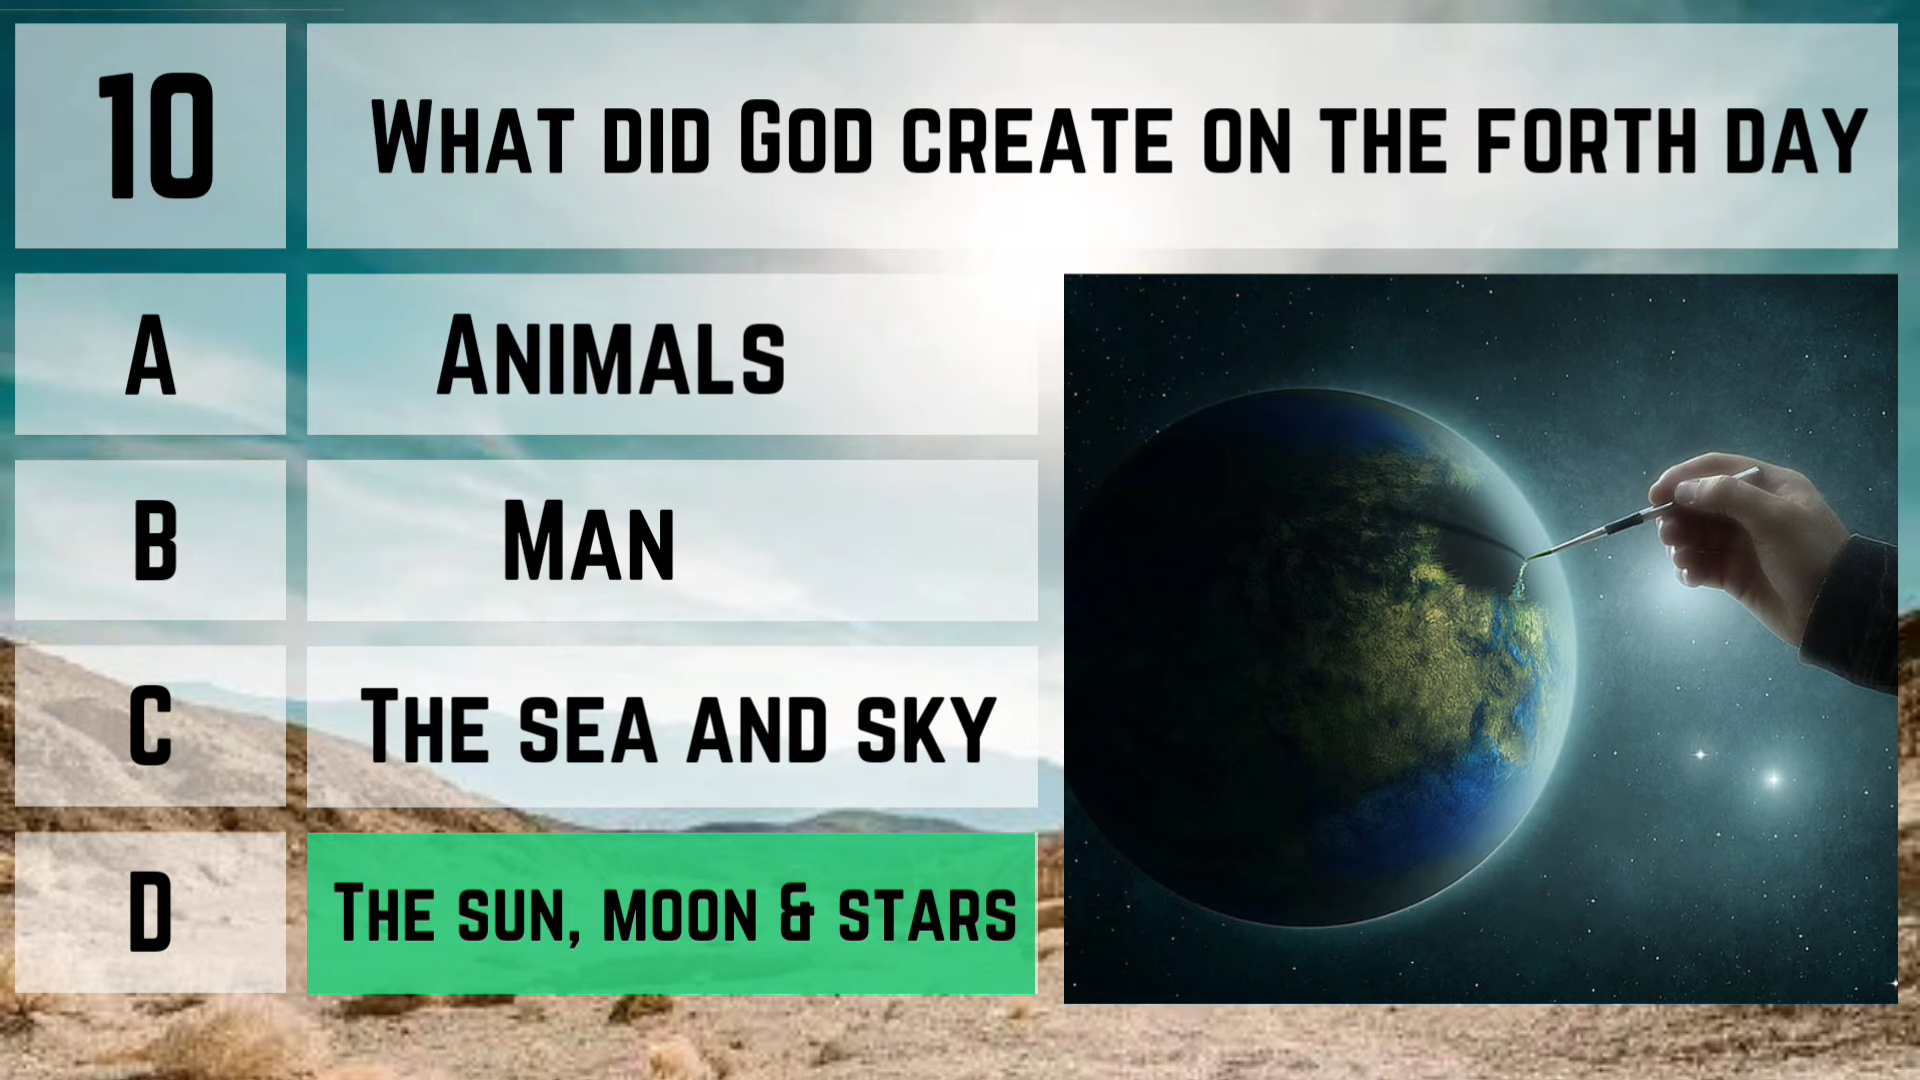 10
What did God create on the forth day
A
Animals
B
Man
C
The sea and sky
D
The sun, moon & stars